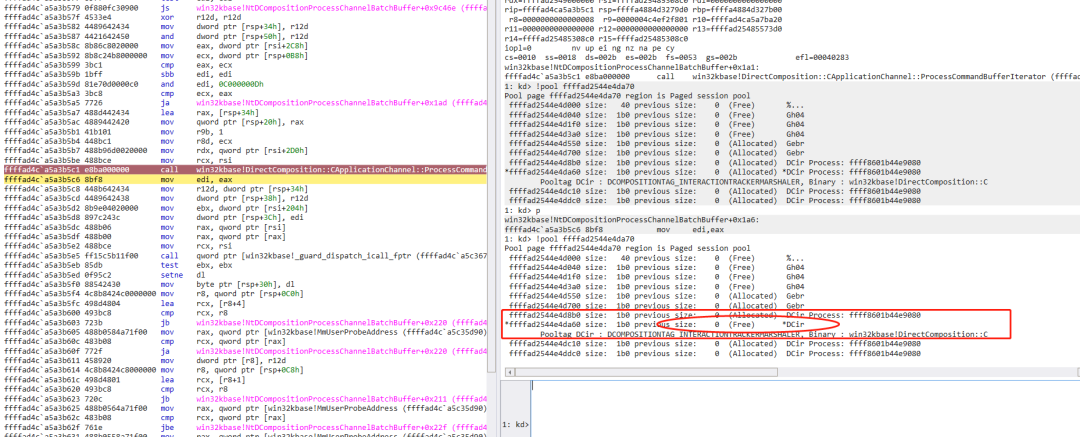 ffffad4c`a5a3b579 0f880fc30900 js win32kbase!NtDCompositionProcessChannelBatchBuffer+0x9c46e (ffffad4
ffffad4c`a5a3b57f 4533e4 xor r12d, r12d
ffffad4c`a5a3b582 4489642434 mov dword ptr [rsp+34h], r12d
ffffad4c`a5a3b587 4421642450 and dword ptr [rsp+50h], r12d
ffffad4c`a5a3b58c 8b86c8020000 mov eax, dword ptr [rsi+2C8h]
ffffad4c`a5a3b592 8b8c24b8000000 mov ecx, dword ptr [rsp+0B8h]
ffffad4c`a5a3b599 3bc1 cmp eax, ecx
ffffad4c`a5a3b59b 1bff sbb edi, edi
ffffad4c`a5a3b59d 81e70d0000c0 and edi, 0C000000Dh
ffffad4c`a5a3b5a3 3bc8 cmp ecx, eax
ffffad4c`a5a3b5a5 7726 ja win32kbase!NtDCompositionProcessChannelBatchBuffer+0x1ad (ffffad4c
ffffad4c`a5a3b5a7 488d442434 lea rax, [rsp+34h]
ffffad4c`a5a3b5ac 4889442420 mov qword ptr [rsp+20h], rax
ffffad4c`a5a3b5b1 41b101 mov r9b, 1
ffffad4c`a5a3b5b4 448bc1 mov r8d, ecx
ffffad4c`a5a3b5b7 488b96d0020000 mov rdx, qword ptr [rsi+2D0h]
ffffad4c`a5a3b5be 488bce mov rcx, rsi
ffffad4c`a5a3b5c1 e8ba000000 call win32kbase!DirectComposition::CApplicationChannel::ProcessCommand
ffffad4c`a5a3b5c6 8bf8 mov edi, eax
ffffad4c`a5a3b5c8 448b642434 mov r12d, dword ptr [rsp+34h]
ffffad4c`a5a3b5cd 4489642438 mov dword ptr [rsp+38h], r12d
ffffad4c`a5a3b5d2 8b9e04020000 mov ebx, dword ptr [rsi+204h]
ffffad4c`a5a3b5d8 897c243c mov dword ptr [rsp+3Ch], edi
ffffad4c`a5a3b5dc 488b06 mov rax, qword ptr [rsi]
ffffad4c`a5a3b5df 488b00 mov rax, qword ptr [rax]
ffffad4c`a5a3b5e2 488bce mov rcx, rsi
ffffad4c`a5a3b5e5 ff15c5b11f00 call qword ptr [win32kbase!_guard_dispatch_icall_fptr (ffffad4c`a5c367
ffffad4c`a5a3b5eb 85db test ebx, ebx
ffffad4c`a5a3b5ed 0f95c2 setne dl
ffffad4c`a5a3b5f0 88542430 mov byte ptr [rsp+30h], dl
ffffad4c`a5a3b5f4 4c8b8424c0000000 mov r8, qword ptr [rsp+0C0h]
ffffad4c`a5a3b5fc 498d4804 lea rcx, [r8+4]
ffffad4c`a5a3b600 493bc8 cmp rcx, r8
ffffad4c`a5a3b603 723b jb win32kbase!NtDCompositionProcessChannelBatchBuffer+0x220 (ffffad4c
ffffad4c`a5a3b605 488b0584a71f00 mov rax, qword ptr [win32kbase!MmUserProbeAddress (ffffad4c`a5c35d90)
ffffad4c`a5a3b60c 483b08 cmp rcx, qword ptr [rax]
ffffad4c`a5a3b60f 772f ja win32kbase!NtDCompositionProcessChannelBatchBuffer+0x220 (ffffad4c
ffffad4c`a5a3b611 458920 mov dword ptr [r8], r12d
ffffad4c`a5a3b614 4c8b8424c8000000 mov r8, qword ptr [rsp+0C8h]
ffffad4c`a5a3b61c 498d4801 lea rcx, [r8+1]
ffffad4c`a5a3b620 493bc8 cmp rcx, r8
ffffad4c`a5a3b623 720c jb win32kbase!NtDCompositionProcessChannelBatchBuffer+0x211 (ffffad4c
ffffad4c`a5a3b625 488b0564a71f00 mov rax, qword ptr [win32kbase!MmUserProbeAddress (ffffad4c`a5c35d90)
ffffad4c`a5a3b62c 483b08 cmp rcx, qword ptr [rax]
ffffad4c`a5a3b62f 761e jbe win32kbase!NtDCompositionProcessChannelBatchBuffer+0x22f (ffffad4c
rip=ffffad4ca5a3b5c1 rsp=ffffa4884d3279d0 rbp=ffffa4884d327b00
r8=0000000000000008 r9=0000004c4ef2f801 r10=ffffad4ca5a7ba20
r11=0000000000000000 r12=0000000000000000 r13=ffffad25485573d0
r14=ffffad25485308c0 r15=ffffad25485308c0
iopl=0 nv up ei ng nz na pe cy
cs=0010 ss=0018 ds=002b es=002b fs=0053 gs=002b efl=00040283
win32kbase!NtDCompositionProcessChannelBatchBuffer+0x1a1:
ffffad4c`a5a3b5c1 e8ba000000 call win32kbase!DirectComposition::CApplicationChannel::ProcessCommandBufferIterator (ffffad4c
1: kd> !pool ffffad2544e4da70
Pool page ffffad2544e4da70 region is Paged session pool
ffffad2544e4d000 size: 40 previous size: 0 (Free) %...
ffffad2544e4d040 size: 1b0 previous size: 0 (Free) Gh04
ffffad2544e4d1f0 size: 1b0 previous size: 0 (Free) Gh04
ffffad2544e4d3a0 size: 1b0 previous size: 0 (Free) Gh04
ffffad2544e4d550 size: 1b0 previous size: 0 (Allocated) Gebr
ffffad2544e4d700 size: 1b0 previous size: 0 (Allocated) Gebr
ffffad2544e4d8b0 size: 1b0 previous size: 0 (Allocated) DCir Process: ffff8601b44e9080
*ffffad2544e4da60 size: 1b0 previous size: 0 (Allocated) *DCir Process: ffff8601b44e9080
Pooltag DCir : DCOMPOSITIONTAG_INTERACTIONTRACKERMARSHALER, Binary : win32kbase!DirectComposition::C
ffffad2544e4dc10 size: 1b0 previous size: 0 (Allocated) DCir Process: ffff8601b44e9080
ffffad2544e4ddc0 size: 1b0 previous size: 0 (Allocated) DCir Process: ffff8601b44e9080
1: kd> p
win32kbase!NtDCompositionProcessChannelBatchBuffer+0x1a6:
ffffad4c`a5a3b5c6 8bf8 mov edi,eax
1: kd> !pool ffffad2544e4da70
Pool page ffffad2544e4da70 region is Paged session pool
ffffad2544e4d000 size: 40 previous size: 0 (Free) %...
ffffad2544e4d040 size: 1b0 previous size: 0 (Free) Gh04
ffffad2544e4d1f0 size: 1b0 previous size: 0 (Free) Gh04
ffffad2544e4d3a0 size: 1b0 previous size: 0 (Free) Gh04
ffffad2544e4d550 size: 1b0 previous size: 0 (Allocated) Gebr
ffffad2544e4d700 size: 1b0 previous size: 0 (Allocated) Gebr
ffffad2544e4d8b0 size: 1b0 previous size: 0 (Allocated) DCir Process: ffff8601b44e9080
*ffffad2544e4da60 size: 1b0 previous size: 0 (Free) *DCir
Pooltag DCir : DCOMPOSITIONTAG_INTERACTIONTRACKERMARSHALER, Binary : win32kbase!DirectComposition::C
ffffad2544e4dc10 size: 1b0 previous size: 0 (Allocated) DCir Process: ffff8601b44e9080
ffffad2544e4ddc0 size: 1b0 previous size: 0 (Allocated) DCir Process: ffff8601b44e9080
1: kd>